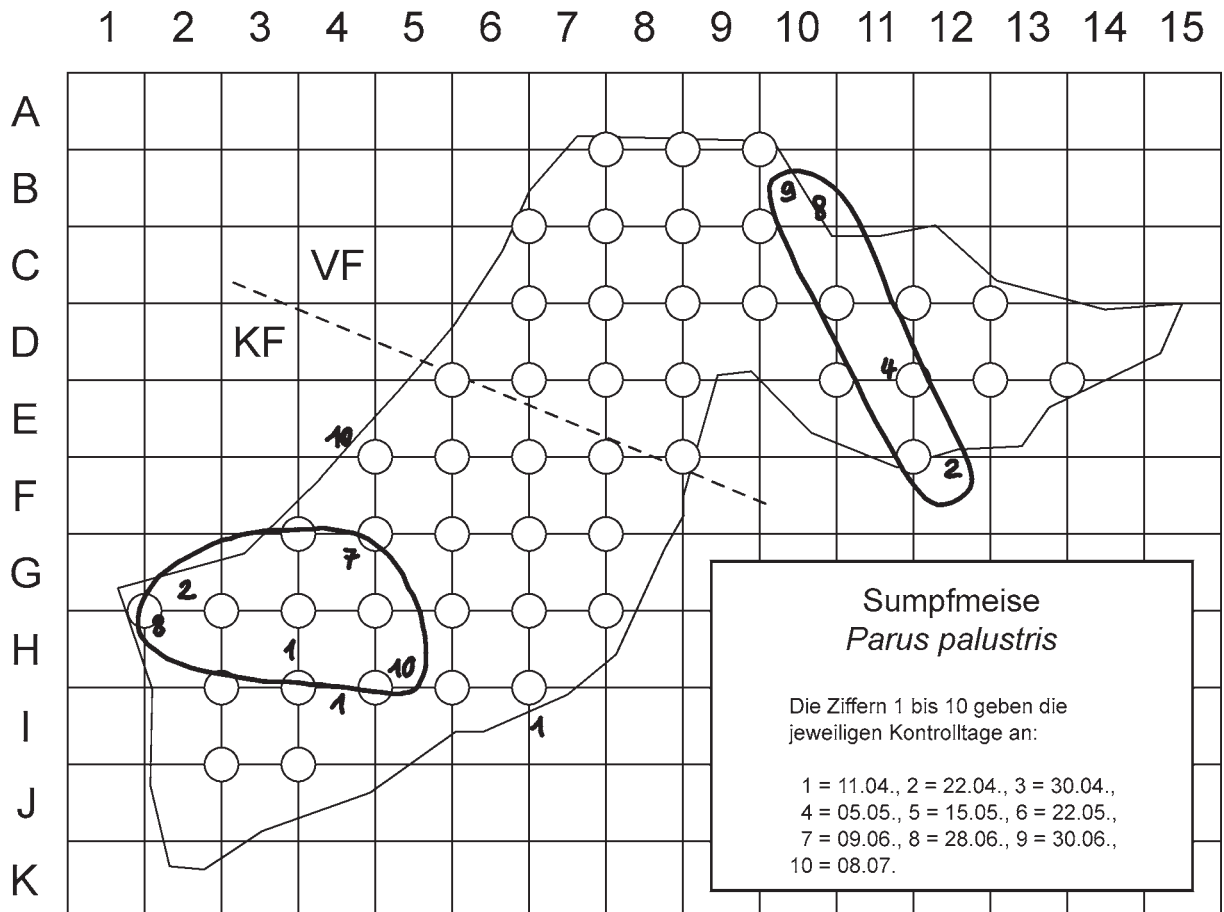 1 2 3 4 5 6 7 8 9 10 11 12 13 14 15
A
B 9 8
C VF
D KF
4
E 10
F 2
G 7
2
8
H 1
10
I 1 1
J
K
Sumpfmeise
Parus palustris
Die Ziffern 1 bis 10 geben die
jeweiligen Kontrolltage an:
1 = 11.04., 2 = 22.04., 3 = 30.04.,
4 = 05.05., 5 = 15.05., 6 = 22.05.,
7 = 09.06., 8 = 28.06., 9 = 30.06.,
10 = 08.07.